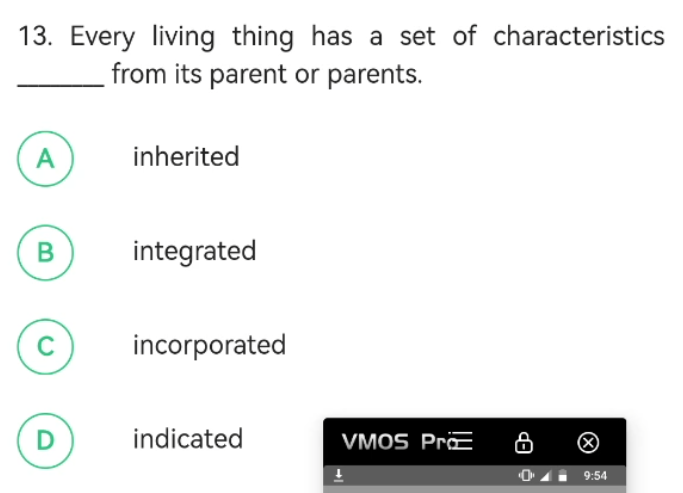 13. Every living thing has a set of characteristics
_______ from its parent or parents.
A inherited
B integrated
C incorporated
D indicated
VMOS Pro
9:54